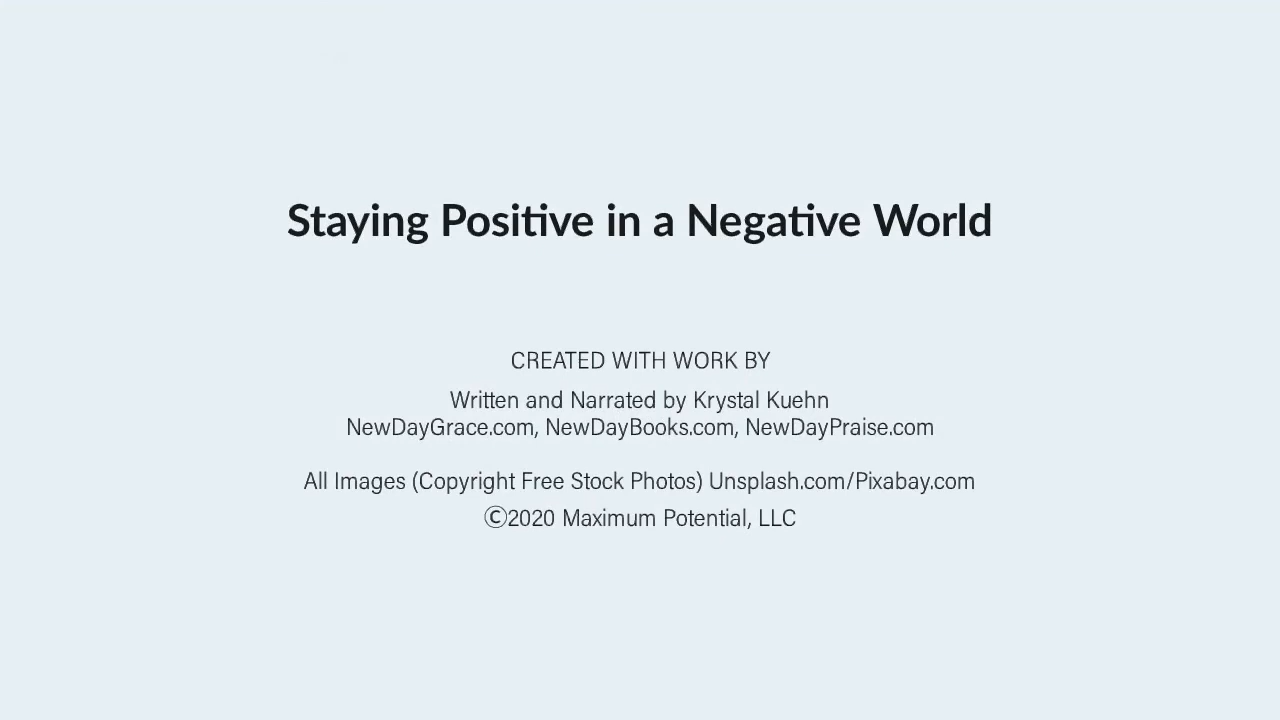 Staying Positive in a Negative World
CREATED WITH WORK BY
Written and Narrated by Krystal Kuehn
NewDayGrace.com, NewDayBooks.com, NewDayPraise.com
All Images (Copyright Free Stock Photos) Unsplash.com/Pixabay.com
©2020 Maximum Potential, LLC